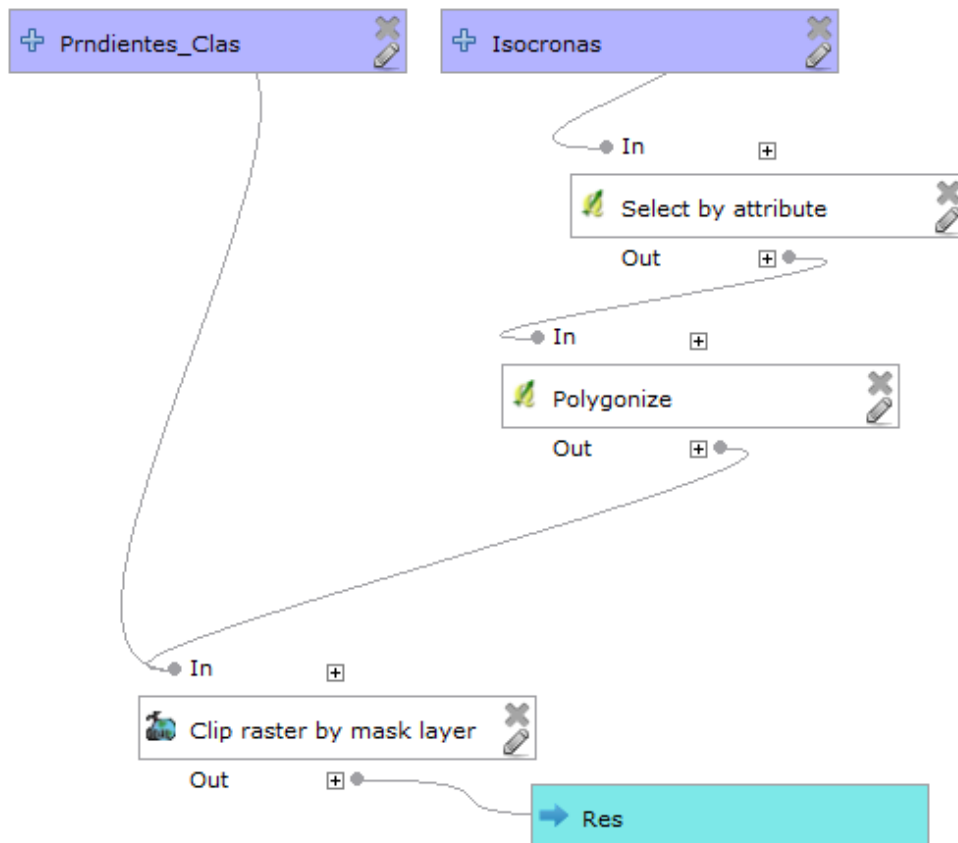 Prndientes_Clas
Isocronas
In
Select by attribute
Out
In
Polygonize
Out
In
Clip raster by mask layer
Out
Res